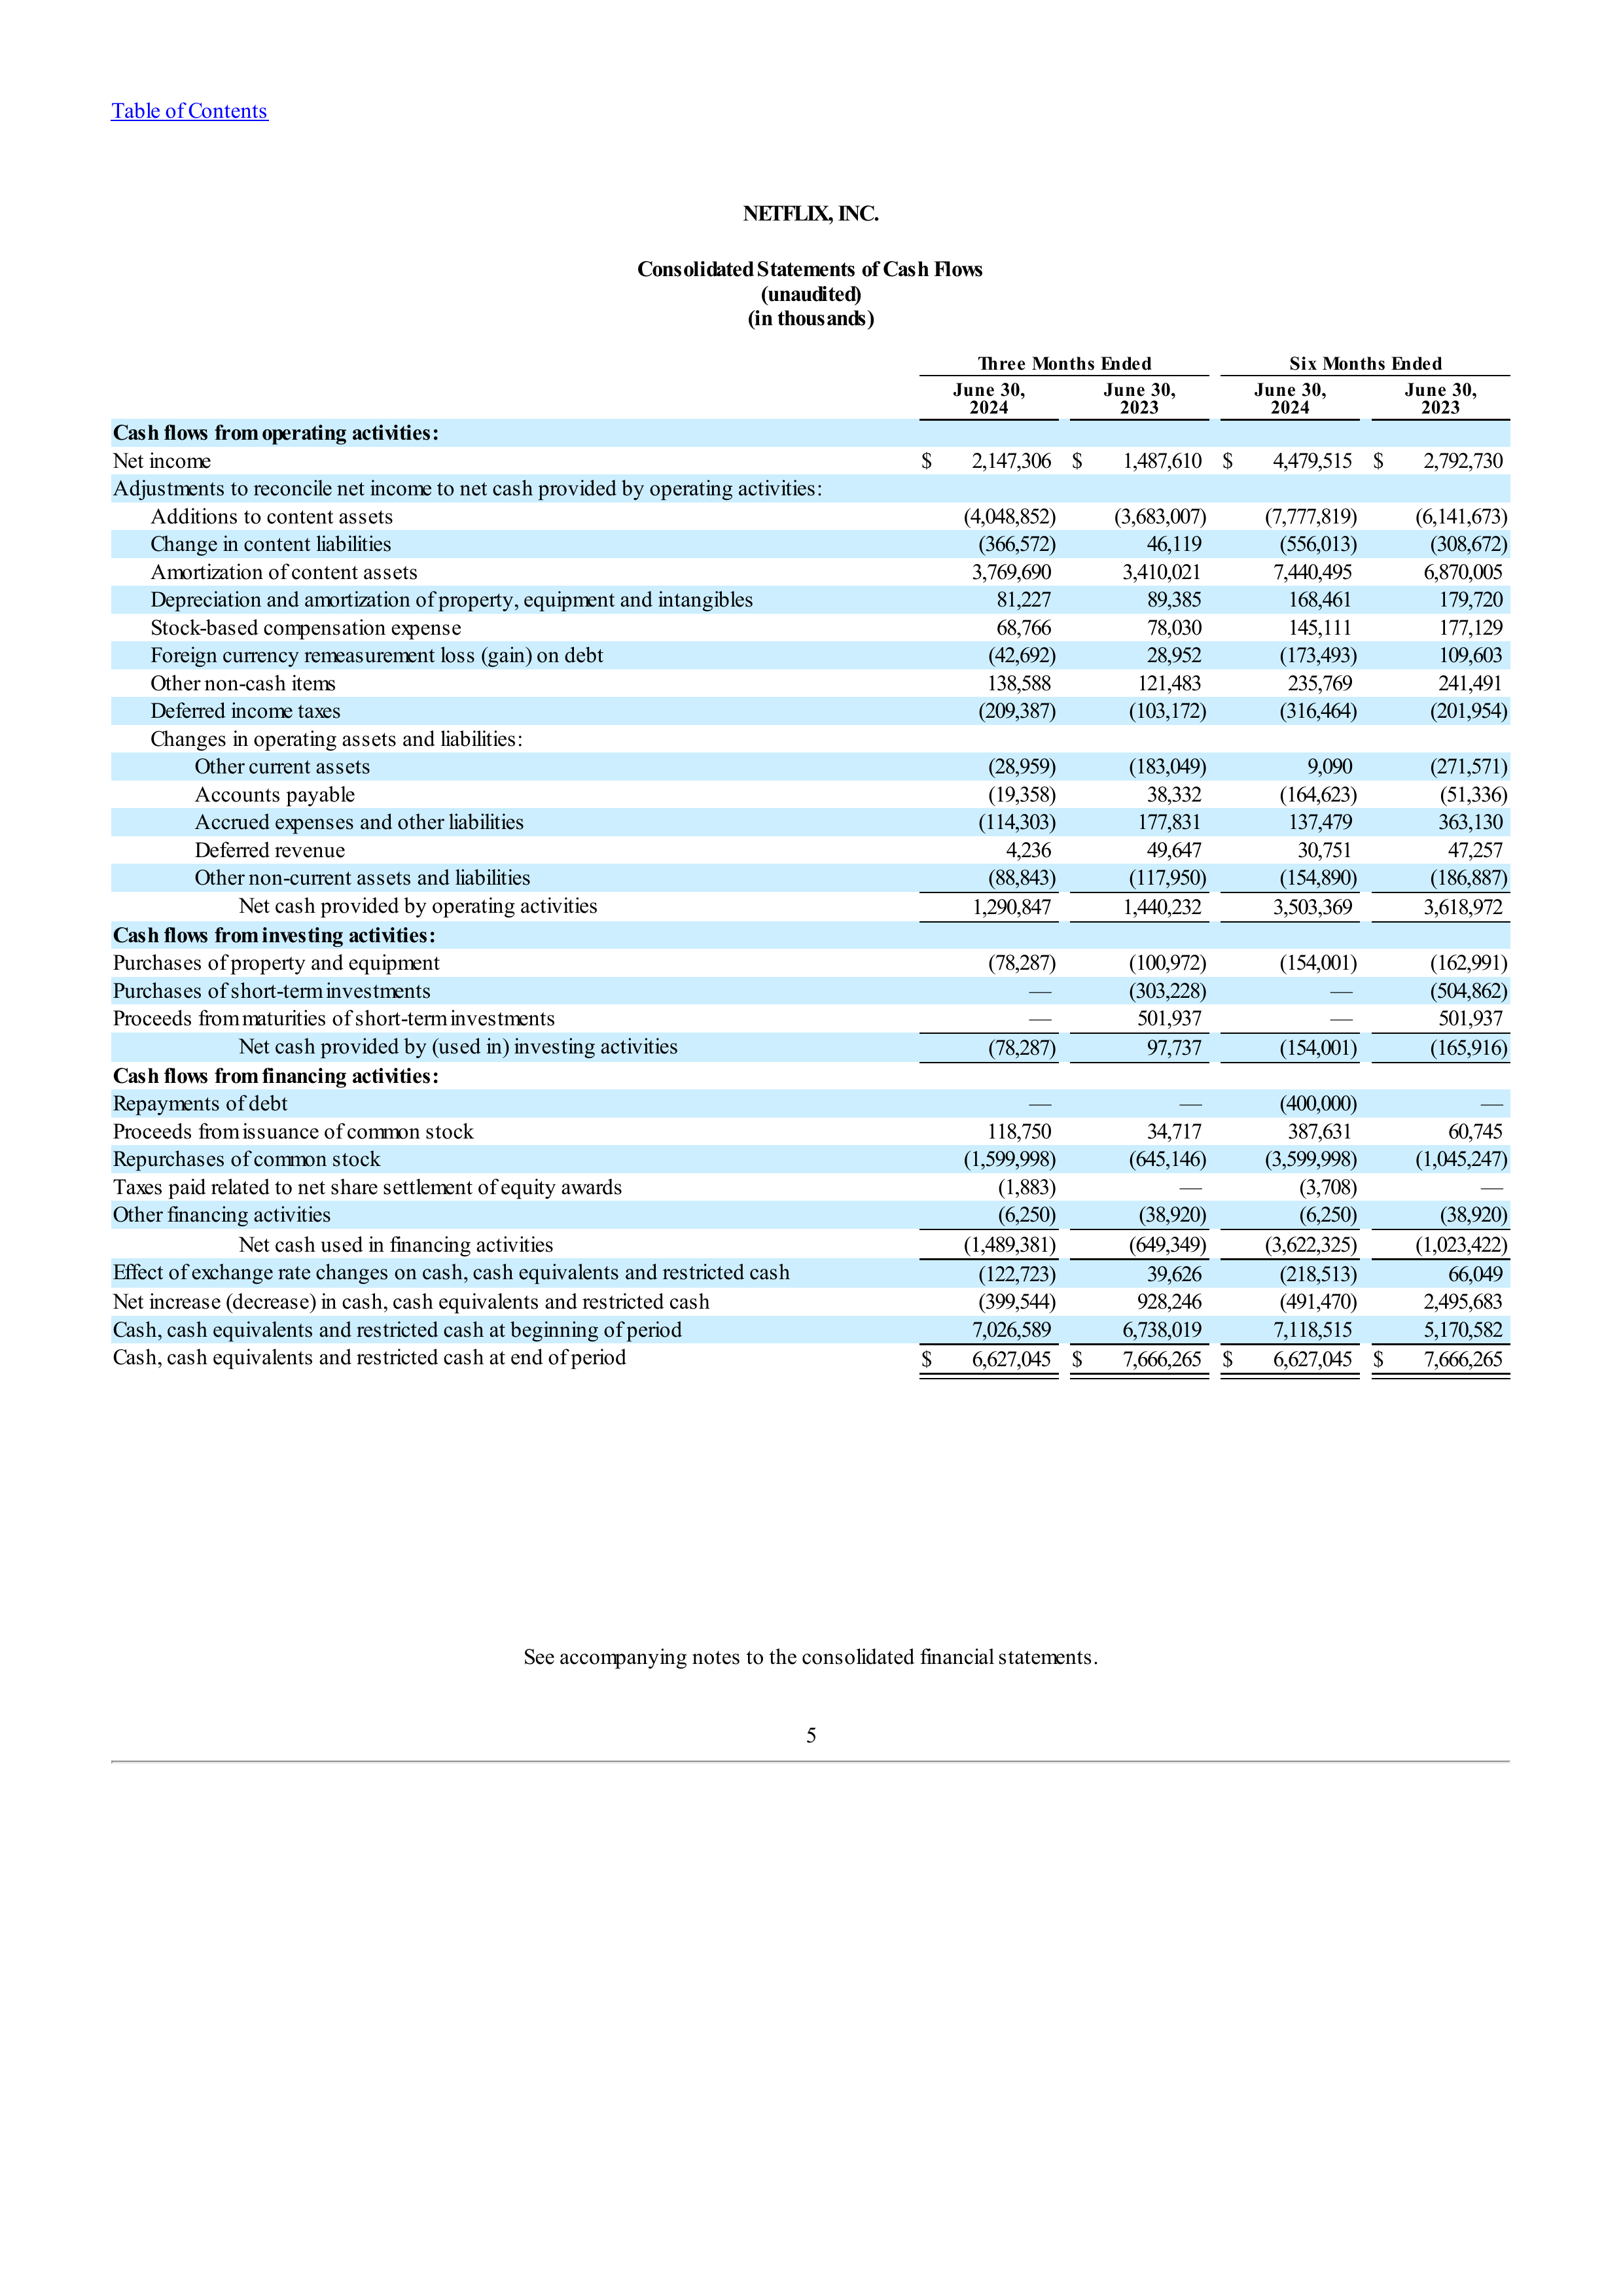 Table of Contents
NETFLIX, INC.
Consolidated Statements of Cash Flows
(unaudited)
(in thousands)
Three Months Ended Six Months Ended
June 30, 2024 June 30, 2023 June 30, 2024 June 30, 2023
Cash flows from operating activities:
Net income $ 2,147,306 $ 1,487,610 $ 4,479,515 $ 2,792,730
Adjustments to reconcile net income to net cash provided by operating activities:
Additions to content assets (4,048,852) (3,683,007) (7,777,819) (6,141,673)
Change in content liabilities (366,572) 46,119 (556,013) (308,672)
Amortization of content assets 3,769,690 3,410,021 7,440,495 6,870,005
Depreciation and amortization of property, equipment and intangibles 81,227 89,385 168,461 179,720
Stock-based compensation expense 68,766 78,030 145,111 177,129
Foreign currency remeasurement loss (gain) on debt (42,692) 28,952 (173,493) 109,603
Other non-cash items 138,588 121,483 235,769 241,491
Deferred income taxes (209,387) (103,172) (316,464) (201,954)
Changes in operating assets and liabilities:
Other current assets (28,959) (183,049) 9,090 (271,571)
Accounts payable (19,358) 38,332 (164,623) (51,336)
Accrued expenses and other liabilities (114,303) 177,831 137,479 363,130
Deferred revenue 4,236 49,647 30,751 47,257
Other non-current assets and liabilities (88,843) (117,950) (154,890) (186,887)
Net cash provided by operating activities 1,290,847 1,440,232 3,503,369 3,618,972
Cash flows from investing activities:
Purchases of property and equipment (78,287) (100,972) (154,001) (162,991)
Purchases of short-term investments — (303,228) — (504,862)
Proceeds from maturities of short-term investments — 501,937 — 501,937
Net cash provided by (used in) investing activities (78,287) 97,737 (154,001) (165,916)
Cash flows from financing activities:
Repayments of debt — — (400,000) —
Proceeds from issuance of common stock 118,750 34,717 387,631 60,745
Repurchases of common stock (1,599,998) (645,146) (3,599,998) (1,045,247)
Taxes paid related to net share settlement of equity awards (1,883) — (3,708) —
Other financing activities (6,250) (38,920) (6,250) (38,920)
Net cash used in financing activities (1,489,381) (649,349) (3,622,325) (1,023,422)
Effect of exchange rate changes on cash, cash equivalents and restricted cash (122,723) 39,626 (218,513) 66,049
Net increase (decrease) in cash, cash equivalents and restricted cash (399,544) 928,246 (491,470) 2,495,683
Cash, cash equivalents and restricted cash at beginning of period 7,026,589 6,738,019 7,118,515 5,170,582
Cash, cash equivalents and restricted cash at end of period $ 6,627,045 $ 7,666,265 $ 6,627,045 $ 7,666,265
See accompanying notes to the consolidated financial statements.
5